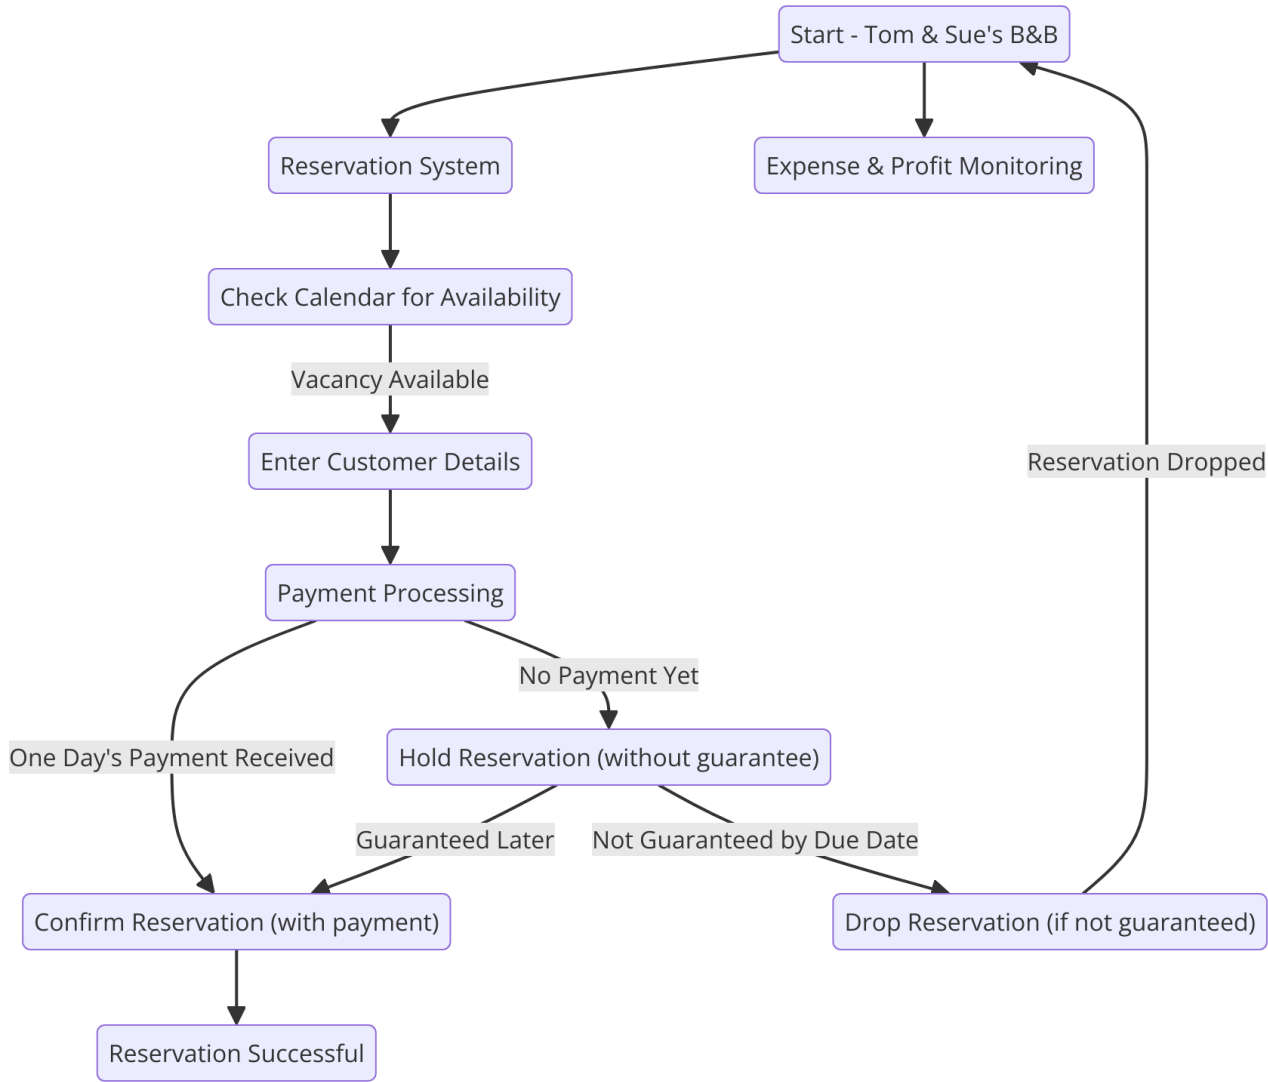 Start - Tom & Sue's B&B
Reservation System
Expense & Profit Monitoring
Check Calendar for Availability
Vacancy Available
Enter Customer Details
Reservation Dropped
Payment Processing
No Payment Yet
One Day's Payment Received
Hold Reservation (without guarantee)
Guaranteed Later
Not Guaranteed by Due Date
Confirm Reservation (with payment)
Drop Reservation (if not guaranteed)
Reservation Successful